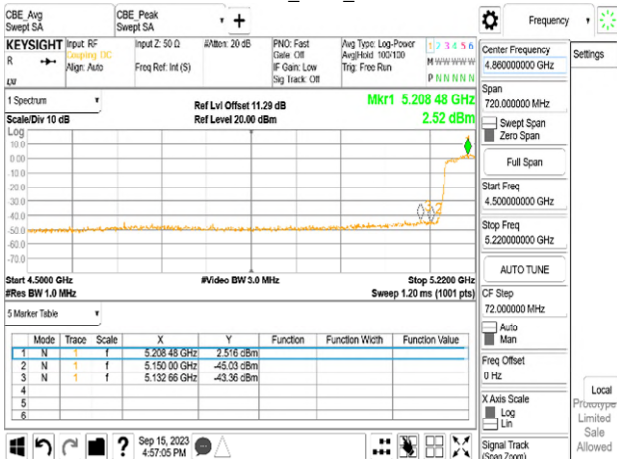 CBE_Avg
Swept SA
CBE_Peak
Swept SA
Frequency
KEYSIGHT
R
Input: RF
Coupling: DC
Align: Auto
Input Z: 50 Ω
Freq Ref: Int (S)
#Atten: 20 dB
PNO: Fast
Gate: Off
IF Gain: Low
Sig Track: Off
Avg Type: Log-Power
Avg|Hold: 100/100
Trig: Free Run
1 2 3 4 5 6
M W W W W W
P N N N N N
Center Frequency
4.860000000 GHz
Settings
Span
720.000000 MHz
Swept Span
Zero Span
Full Span
Start Freq
4.500000000 GHz
Stop Freq
5.220000000 GHz
AUTO TUNE
CF Step
72.000000 MHz
Auto
Man
Freq Offset
0 Hz
X Axis Scale
Log
Lin
Signal Track
(Span Zoom)
Local
Prototype
Limited
Sale
Allowed
1 Spectrum
Scale/Div 10 dB
Log
Ref Lvl Offset 11.29 dB
Ref Level 20.00 dBm
Mkr1 5.208 48 GHz
2.52 dBm
10.0
0.00
-10.0
-20.0
-30.0
-40.0
-50.0
-60.0
-70.0
Start 4.5000 GHz
#Res BW 1.0 MHz
#Video BW 3.0 MHz
Stop 5.2200 GHz
Sweep 1.20 ms (1001 pts)
5 Marker Table
Mode Trace Scale X Y Function Function Width Function Value
1 N 1 f 5.208 48 GHz 2.516 dBm
2 N 1 f 5.150 00 GHz -45.03 dBm
3 N 1 f 5.132 66 GHz -43.36 dBm
4
5
6
?
Sep 15, 2023
4:57:05 PM